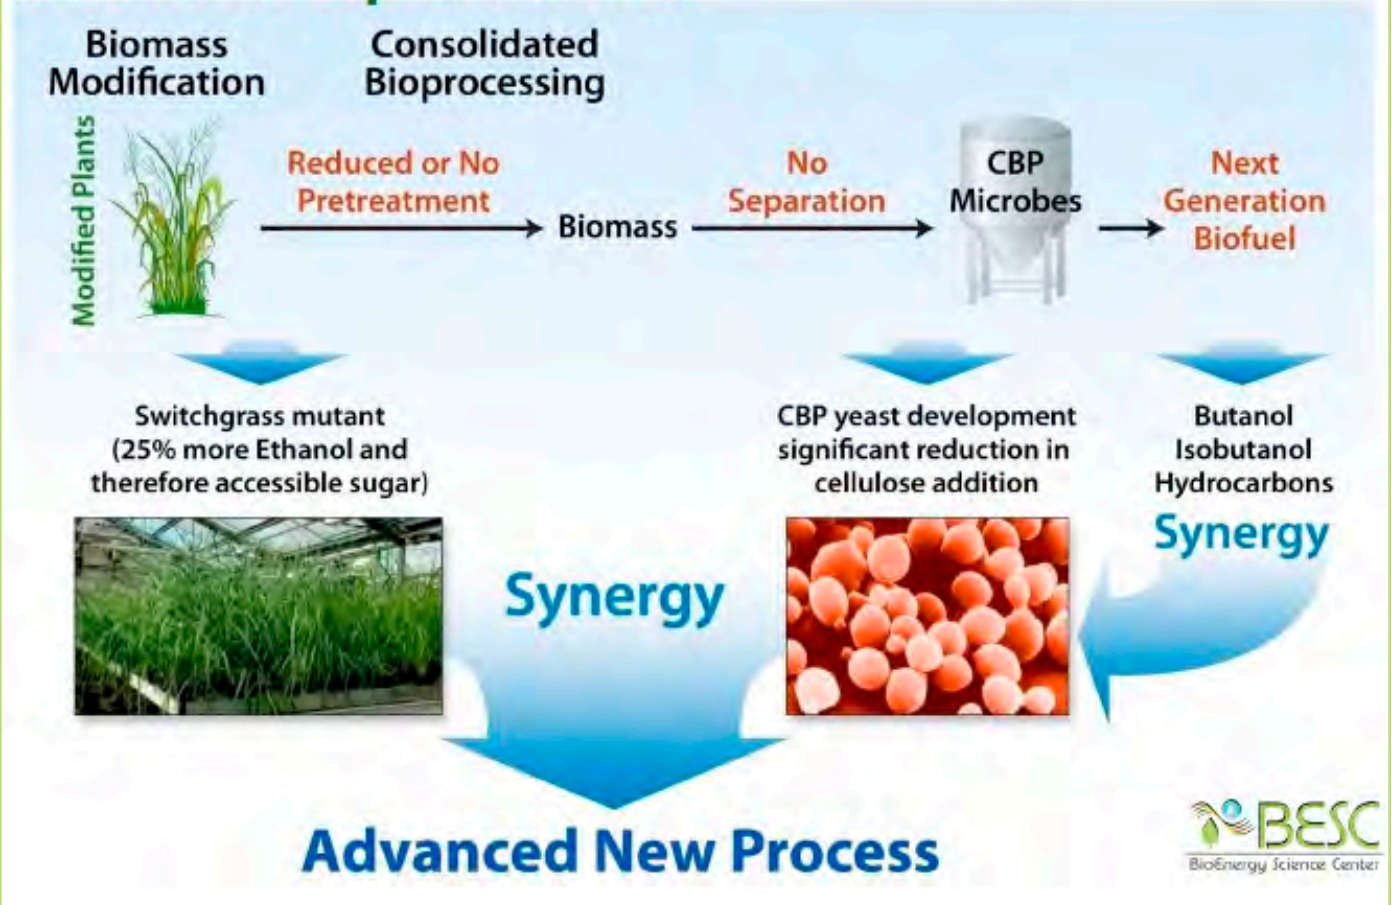 Biomass
Modification
Consolidated
Bioprocessing
Modified Plants
Reduced or No
Pretreatment
Biomass
No
Separation
CBP
Microbes
Next
Generation
Biofuel
Switchgrass mutant
(25% more Ethanol and
therefore accessible sugar)
CBP yeast development
significant reduction in
cellulose addition
Butanol
Isobutanol
Hydrocarbons
Synergy
Synergy
Advanced New Process
BESC
BioEnergy Science Center